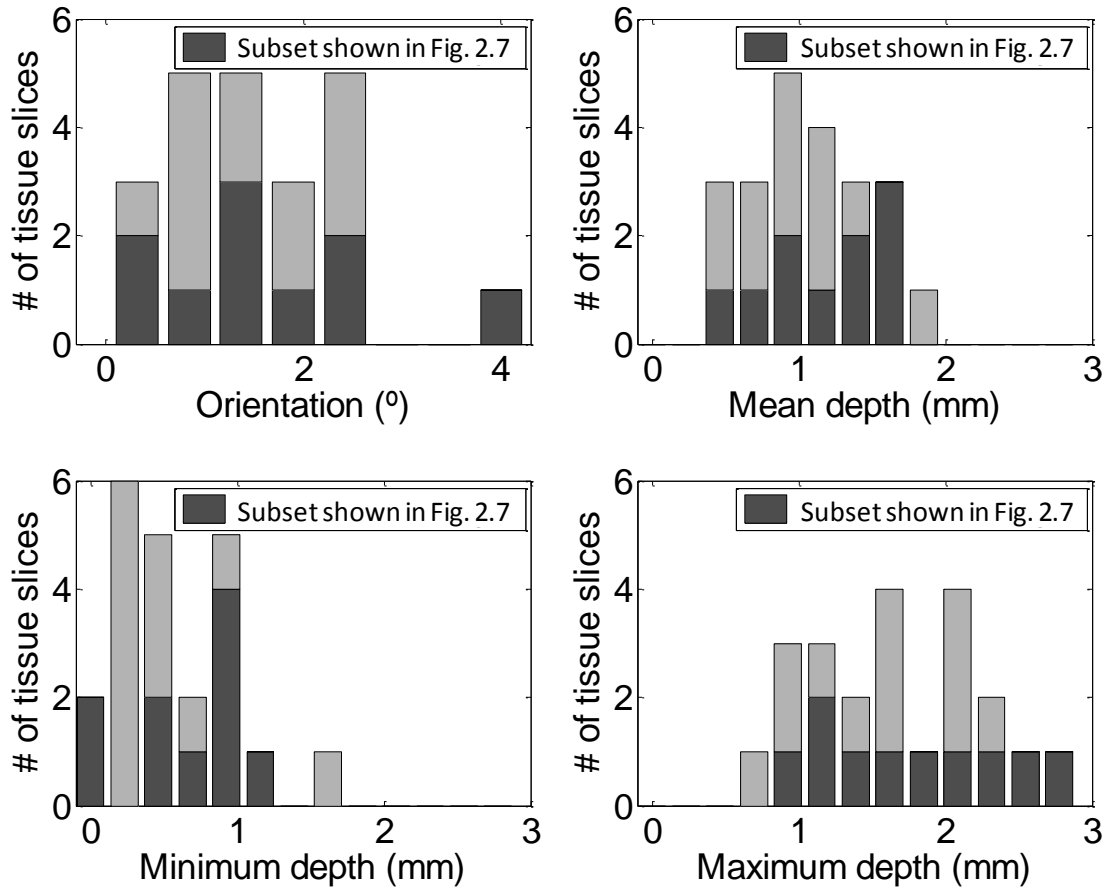 6
4
2
0
# of tissue slices
Subset shown in Fig. 2.7
0 2 4
Orientation (º)
6
4
2
0
# of tissue slices
Subset shown in Fig. 2.7
0 1 2 3
Mean depth (mm)
6
4
2
0
# of tissue slices
Subset shown in Fig. 2.7
0 1 2 3
Minimum depth (mm)
6
4
2
0
# of tissue slices
Subset shown in Fig. 2.7
0 1 2 3
Maximum depth (mm)